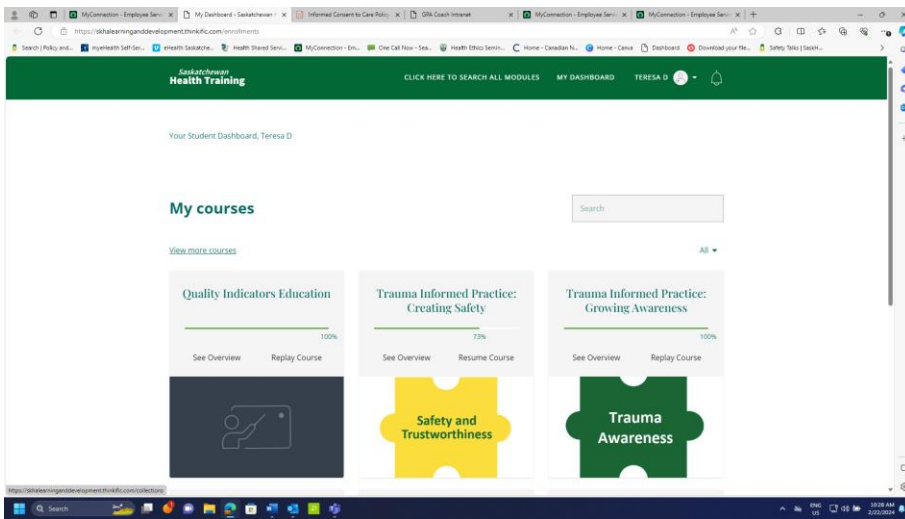 MyConnection - Employee Servi
My Dashboard - Saskatchewan H
Informed Consent to Care Policy
GPA Coach Intranet
MyConnection - Employee Servi
MyConnection - Employee Servi
https://skhalearninganddevelopment.thinkific.com/enrollments
Search | Policy and...
myeHealth Self-Ser...
eHealth Saskatche...
Health Shared Servi...
MyConnection - Em...
One Call Now - Sea...
Health Ethics Semin...
Home - Canadian N...
Home - Canva
Dashboard
Download your Ne...
Safety Talks | SaskH...
Saskatchewan
Health Training
CLICK HERE TO SEARCH ALL MODULES
MY DASHBOARD
TERESA D
Your Student Dashboard, Teresa D
My courses
Search
View more courses
All
Quality Indicators Education
100%
See Overview Replay Course
Trauma Informed Practice:
Creating Safety
73%
See Overview Resume Course
Safety and
Trustworthiness
Trauma Informed Practice:
Growing Awareness
100%
See Overview Replay Course
Trauma
Awareness
https://skhalearninganddevelopment.thinkific.com/collections
Search
ENG
US
10:28 AM
2/22/2024